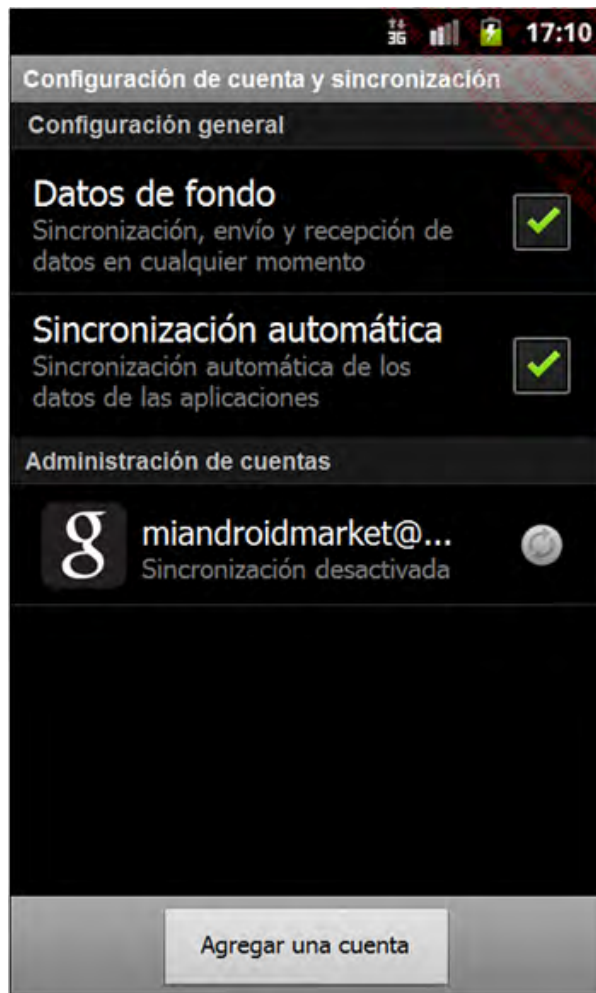 3G 17:10
Configuración de cuenta y sincronización
Configuración general
Datos de fondo
Sincronización, envío y recepción de
datos en cualquier momento
Sincronización automática
Sincronización automática de los
datos de las aplicaciones
Administración de cuentas
g
miandroidmarket@...
Sincronización desactivada
Agregar una cuenta